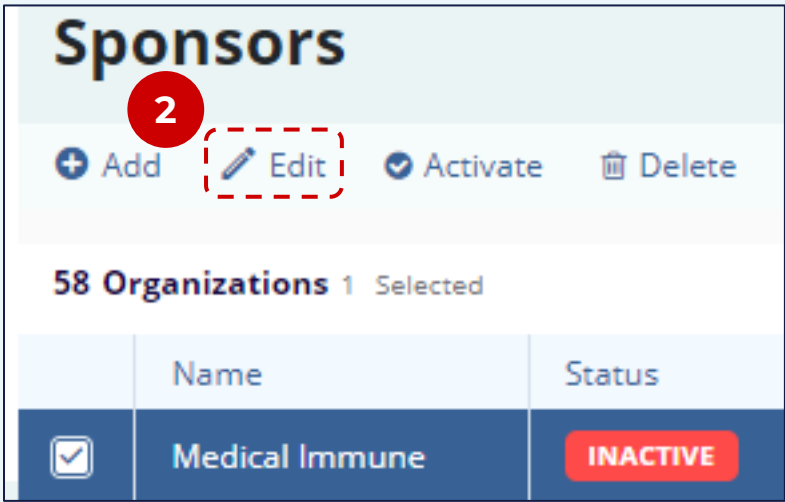 Sponsors
2
Add Edit Activate Delete
58 Organizations 1 Selected
Name Status
Medical Immune INACTIVE